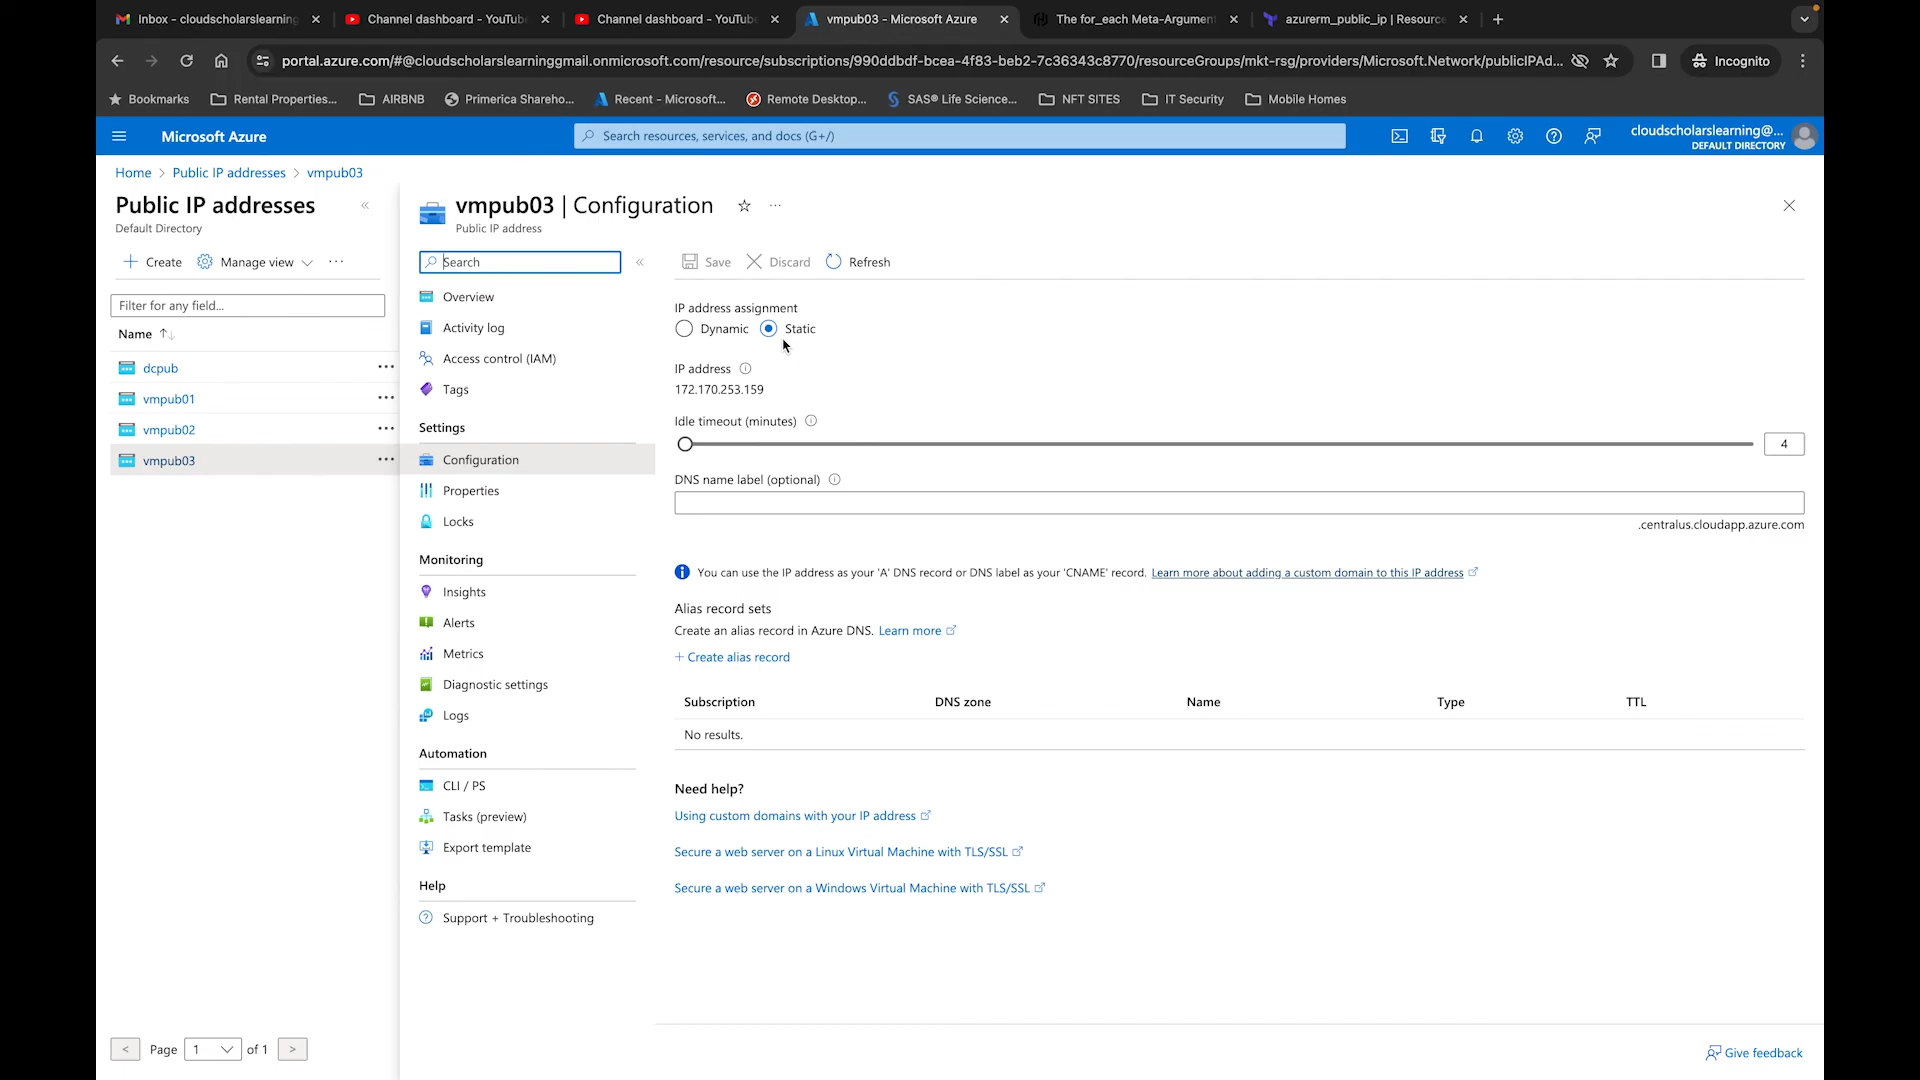 Inbox - cloudscholarslearning
Channel dashboard - YouTube
Channel dashboard - YouTube
vmpub03 - Microsoft Azure
The for_each Meta-Argument
azurerm_public_ip | Resource
portal.azure.com/#@cloudscholarslearninggmail.onmicrosoft.com/resource/subscriptions/990ddbdf-bcea-4f83-beb2-7c36343c8770/resourceGroups/mkt-rsg/providers/Microsoft.Network/publicIPAd...
Incognito
Bookmarks
Rental Properties...
AIRBNB
Primerica Shareho...
Recent - Microsoft...
Remote Desktop...
SAS® Life Science...
NFT SITES
IT Security
Mobile Homes
Microsoft Azure
Search resources, services, and docs (G+/)
cloudscholarslearning@...
DEFAULT DIRECTORY
Home > Public IP addresses > vmpub03
Public IP addresses
Default Directory
Create
Manage view
Filter for any field...
Name
dcpub
vmpub01
vmpub02
vmpub03
Page 1 of 1
vmpub03 | Configuration
Public IP address
Search
Overview
Activity log
Access control (IAM)
Tags
Settings
Configuration
Properties
Locks
Monitoring
Insights
Alerts
Metrics
Diagnostic settings
Logs
Automation
CLI / PS
Tasks (preview)
Export template
Help
Support + Troubleshooting
Save
Discard
Refresh
IP address assignment
Dynamic
Static
IP address
172.170.253.159
Idle timeout (minutes)
4
DNS name label (optional)
.centralus.cloudapp.azure.com
You can use the IP address as your 'A' DNS record or DNS label as your 'CNAME' record. Learn more about adding a custom domain to this IP address
Alias record sets
Create an alias record in Azure DNS. Learn more
+ Create alias record
Subscription
DNS zone
Name
Type
TTL
No results.
Need help?
Using custom domains with your IP address
Secure a web server on a Linux Virtual Machine with TLS/SSL
Secure a web server on a Windows Virtual Machine with TLS/SSL
Give feedback